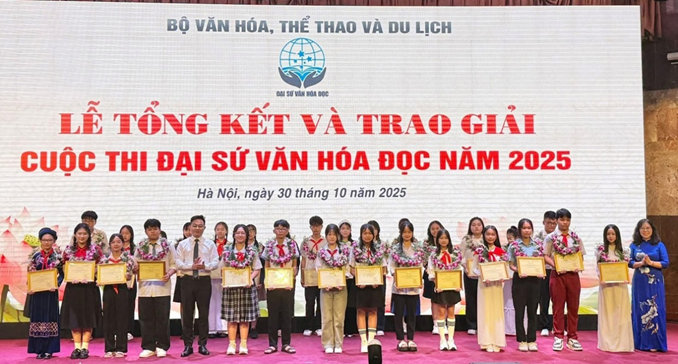 BỘ VĂN HÓA, THỂ THAO VÀ DU LỊCH
ĐẠI SỨ VĂN HÓA ĐỌC
LỄ TỔNG KẾT VÀ TRAO GIẢI
CUỘC THI ĐẠI SỨ VĂN HÓA ĐỌC NĂM 2025
Hà Nội, ngày 30 tháng 10 năm 2025